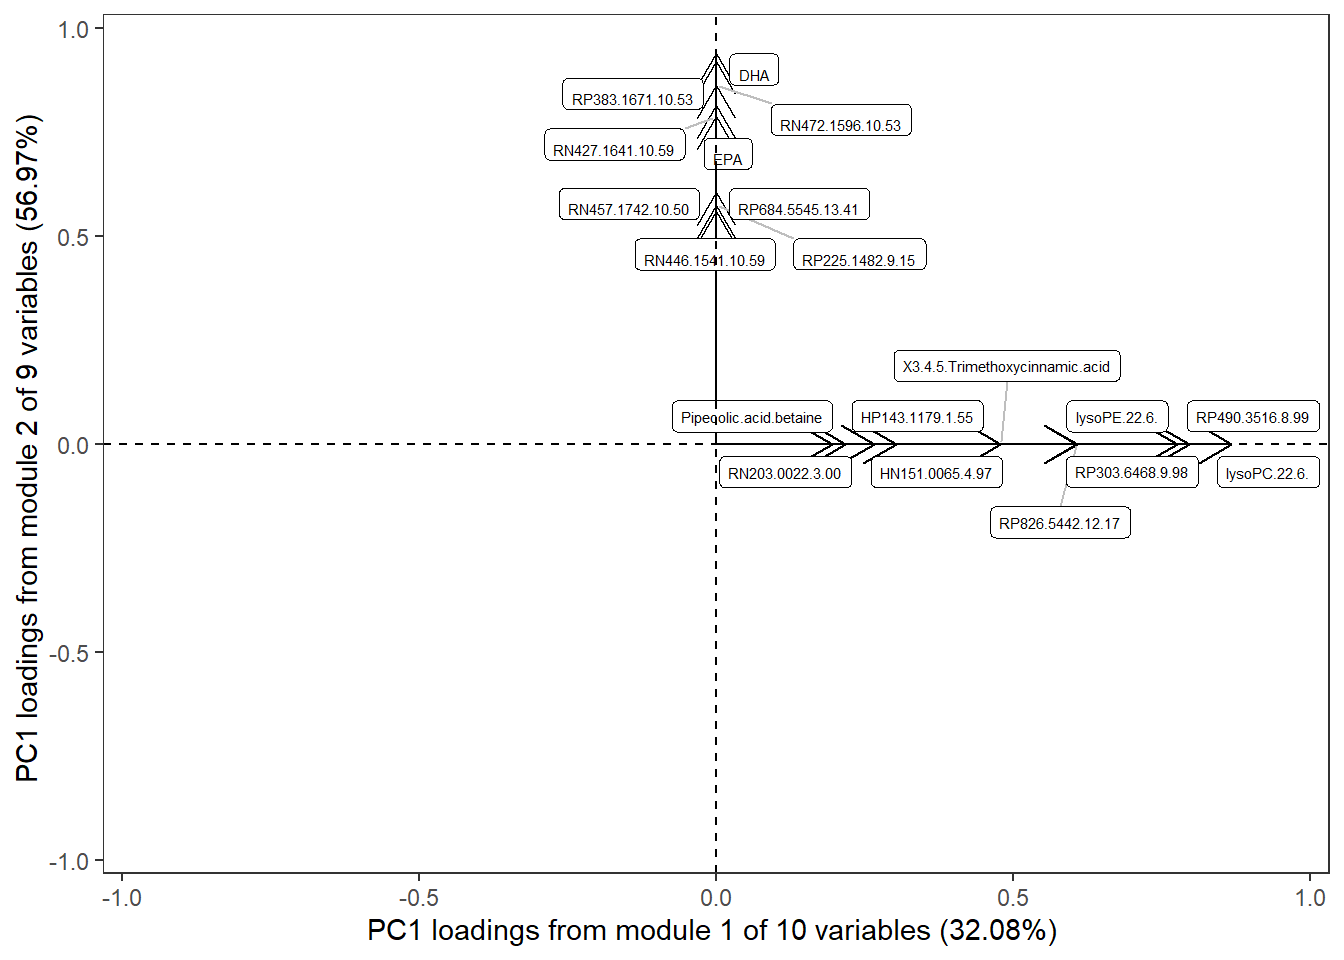 PC1 loadings from module 2 of 9 variables (56.97%)
1.0
0.5
0.0
-0.5
-1.0
DHA
RP383.1671.10.53
RN472.1596.10.53
RN427.1641.10.59
EPA
RN457.1742.10.50
RP684.5545.13.41
RN446.1541.10.59
RP225.1482.9.15
X3.4.5.Trimethoxycinnamic.acid
Pipecolic.acid.betaine
HP143.1179.1.55
lysoPE.22.6.
RP490.3516.8.99
RN203.0022.3.00
HN151.0065.4.97
RP303.6468.9.98
lysoPC.22.6.
RP826.5442.12.17
-1.0
-0.5
0.0
0.5
1.0
PC1 loadings from module 1 of 10 variables (32.08%)